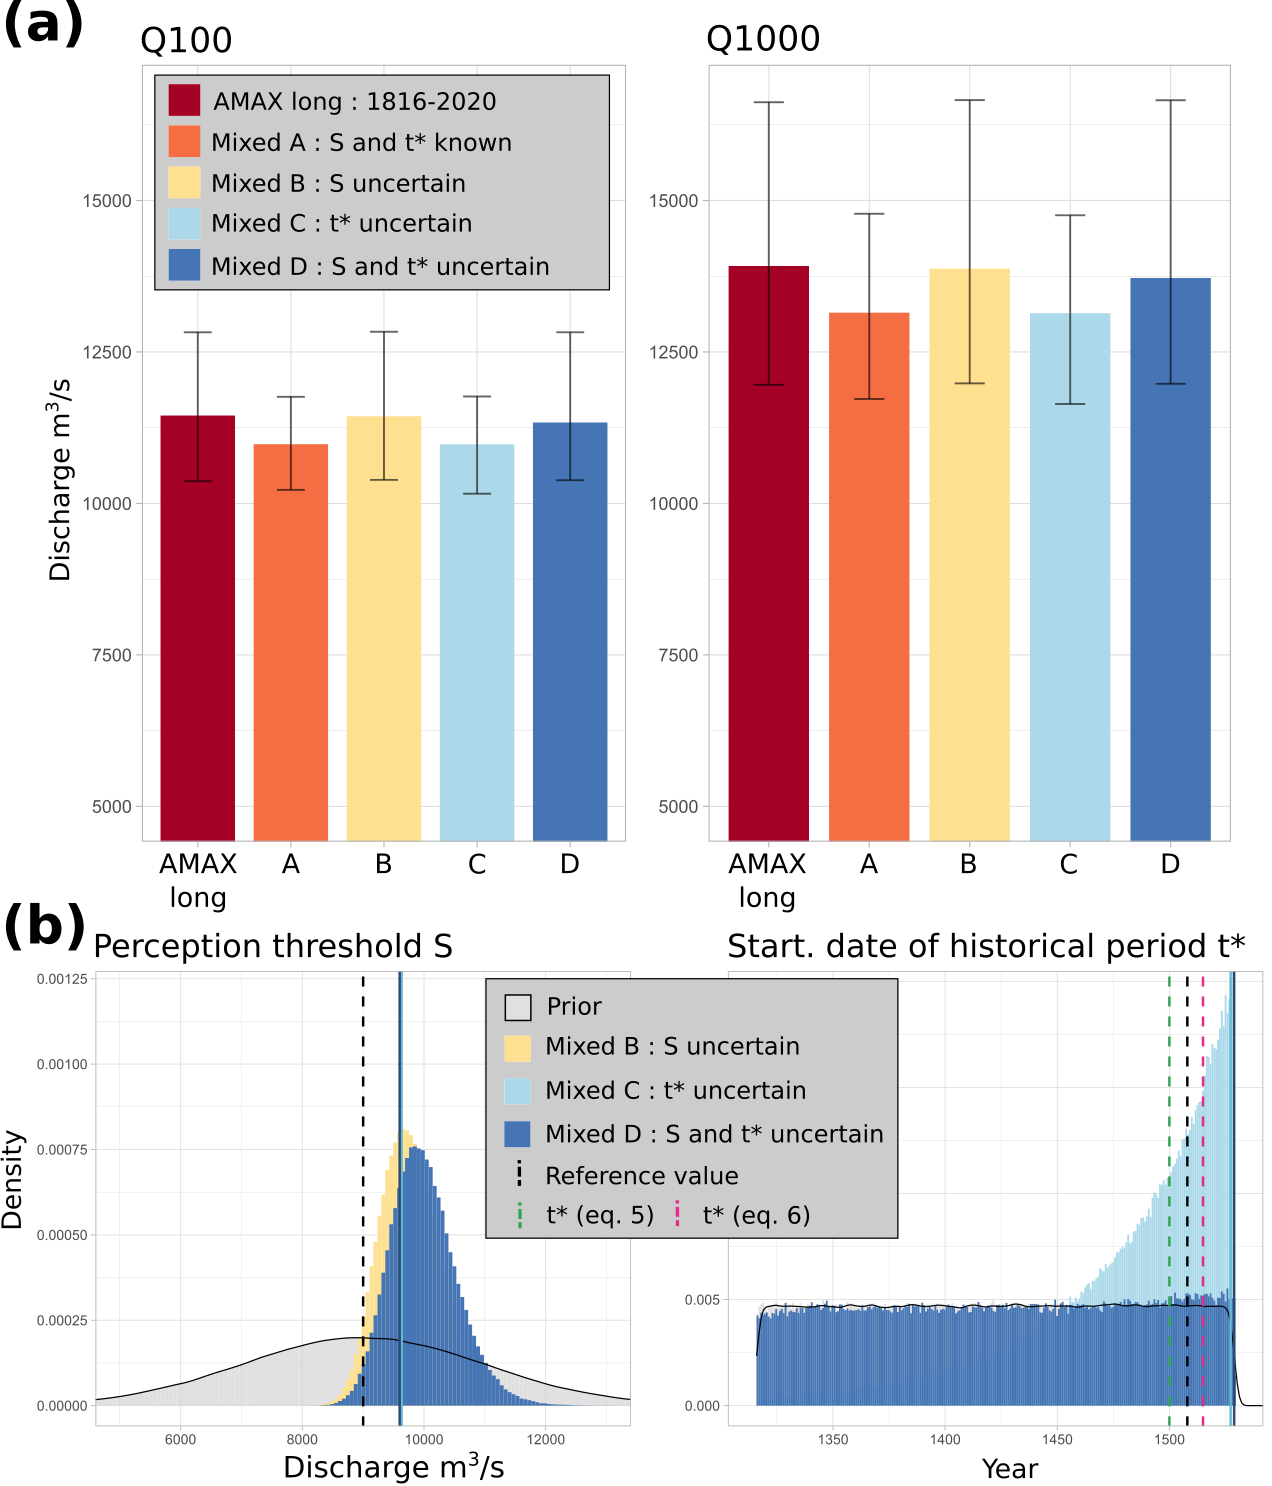 (a)
Q100
Q1000
AMAX long : 1816-2020
Mixed A : S and t* known
Mixed B : S uncertain
Mixed C : t* uncertain
Mixed D : S and t* uncertain
Discharge m³/s
15000
12500
10000
7500
5000
15000
12500
10000
7500
5000
AMAX long
A
B
C
D
AMAX long
A
B
C
D
(b)
Perception threshold S
Start. date of historical period t*
Prior
Mixed B : S uncertain
Mixed C : t* uncertain
Mixed D : S and t* uncertain
Reference value
t* (eq. 5)
t* (eq. 6)
Density
0.00125
0.00100
0.00075
0.00050
0.00025
0.00000
6000
8000
10000
12000
Discharge m³/s
0.005
0.000
1350
1400
1450
1500
Year